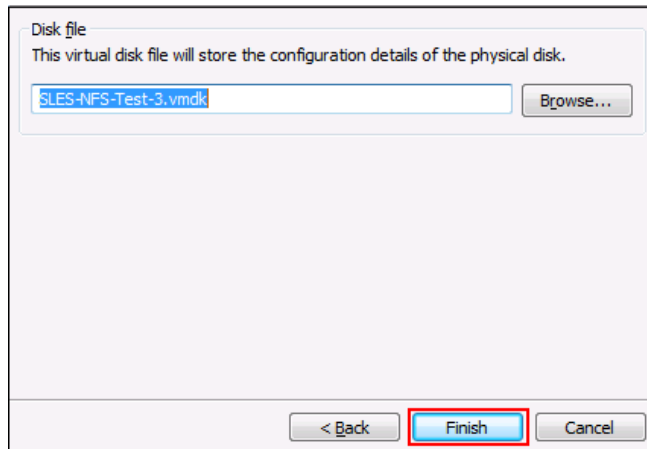 Disk file
This virtual disk file will store the configuration details of the physical disk.
SLES-NFS-Test-3.vmdk
Browse...
< Back
Finish
Cancel